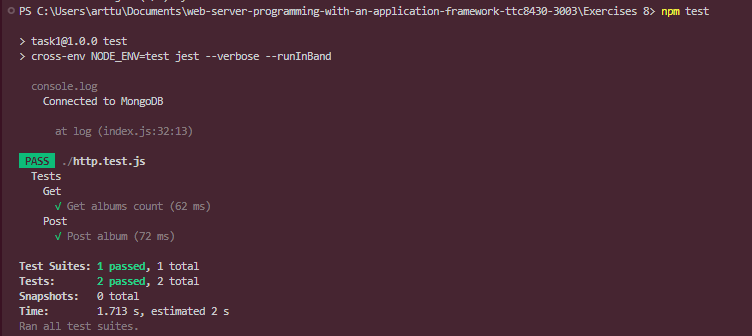 PS C:\Users\arttu\Documents\web-server-programming-with-an-application-framework-ttc8430-3003\Exercises 8> npm test
> task1@1.0.0 test
> cross-env NODE_ENV=test jest --verbose --runInBand
console.log
Connected to MongoDB
at log (index.js:32:13)
PASS ./http.test.js
Tests
Get
√ Get albums count (62 ms)
Post
√ Post album (72 ms)
Test Suites: 1 passed, 1 total
Tests: 2 passed, 2 total
Snapshots: 0 total
Time: 1.713 s, estimated 2 s
Ran all test suites.